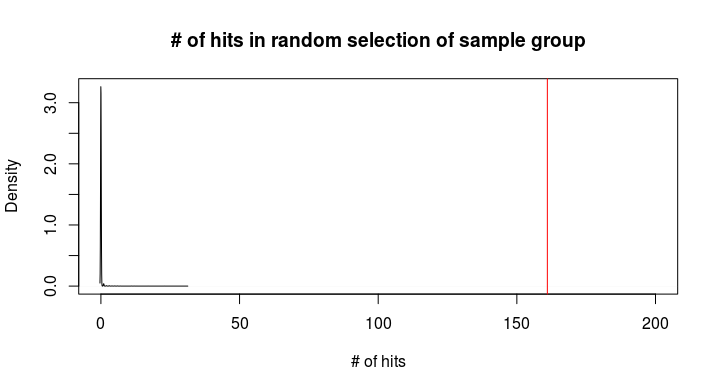 # of hits in random selection of sample group
Density
3.0
2.0
1.0
0.0
0 50 100 150 200
# of hits